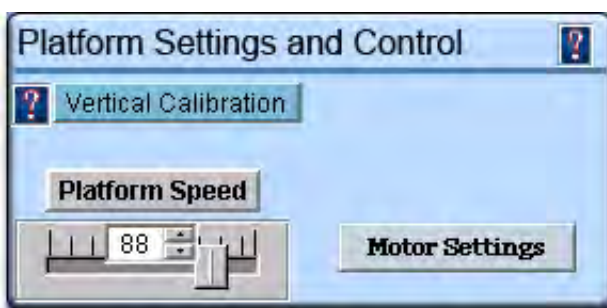 Platform Settings and Control ?
? Vertical Calibration
Platform Speed
88
Motor Settings